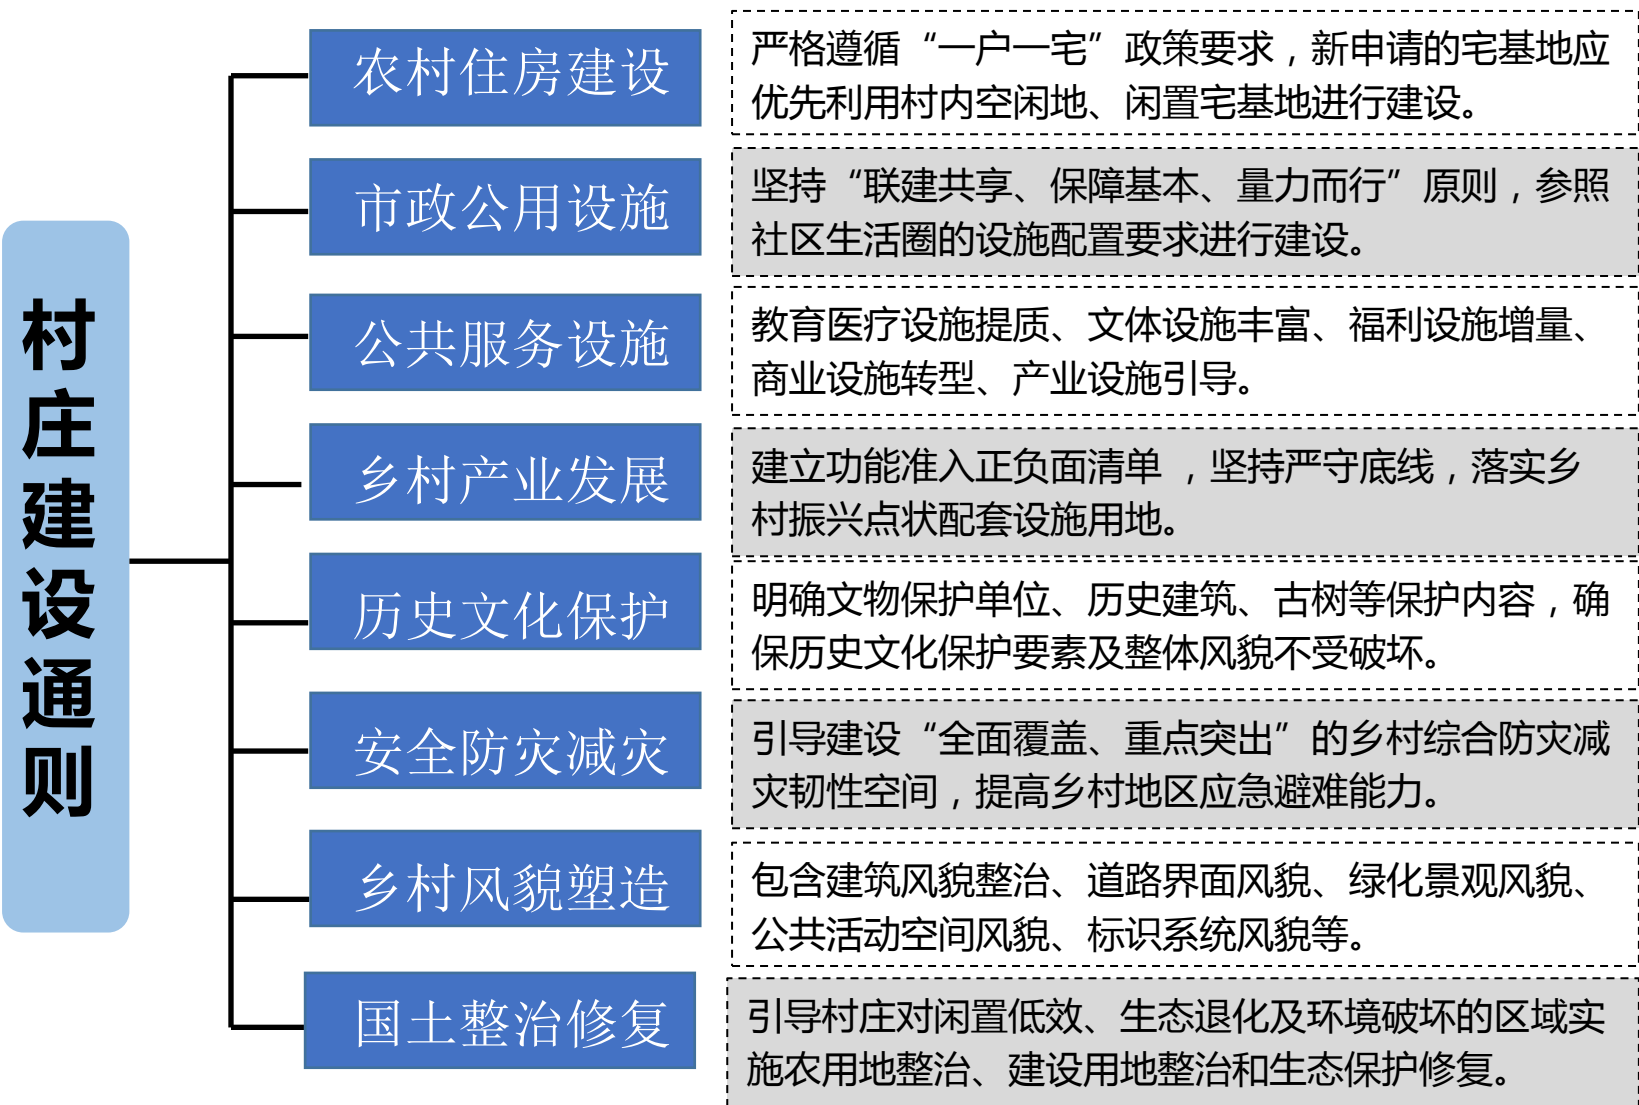 村庄建设通则
农村住房建设
严格遵循“一户一宅”政策要求，新申请的宅基地应
优先利用村内空闲地、闲置宅基地进行建设。
市政公用设施
坚持“联建共享、保障基本、量力而行”原则，参照
社区生活圈的设施配置要求进行建设。
公共服务设施
教育医疗设施提质、文体设施丰富、福利设施增量、
商业设施转型、产业设施引导。
乡村产业发展
建立功能准入正负面清单 ，坚持严守底线，落实乡
村振兴点状配套设施用地。
历史文化保护
明确文物保护单位、历史建筑、古树等保护内容，确
保历史文化保护要素及整体风貌不受破坏。
安全防灾减灾
引导建设“全面覆盖、重点突出”的乡村综合防灾减
灾韧性空间，提高乡村地区应急避难能力。
乡村风貌塑造
包含建筑风貌整治、道路界面风貌、绿化景观风貌、
公共活动空间风貌、标识系统风貌等。
国土整治修复
引导村庄对闲置低效、生态退化及环境破坏的区域实
施农用地整治、建设用地整治和生态保护修复。